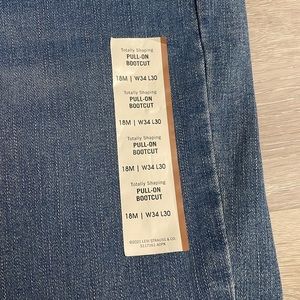 Totally Shaping
PULL-ON
BOOTCUT
18M | W34 L30
Totally Shaping
PULL-ON
BOOTCUT
18M | W34 L30
Totally Shaping
PULL-ON
BOOTCUT
18M | W34 L30
Totally Shaping
PULL-ON
BOOTCUT
18M | W34 L30
©2021 LEVI STRAUSS & CO.